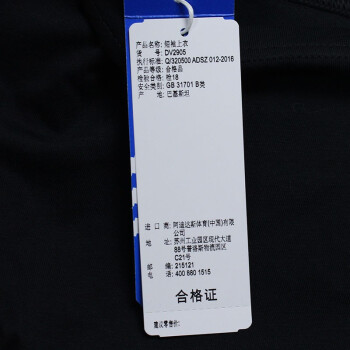 产品名称: 短袖上衣
货 号: DV2905
执行标准: Q/320500 ADSZ 012-2016
产品等级: 合格品
检验合格: 检18
安全类别: GB 31701 B类
产 地: 巴基斯坦
进 口 商: 阿迪达斯体育(中国)有限
公司
地 址: 苏州工业园区现代大道
88号普洛斯物流园区
C21号
邮 编: 215121
电 话: 400 880 1515
合格证
建议零售价: